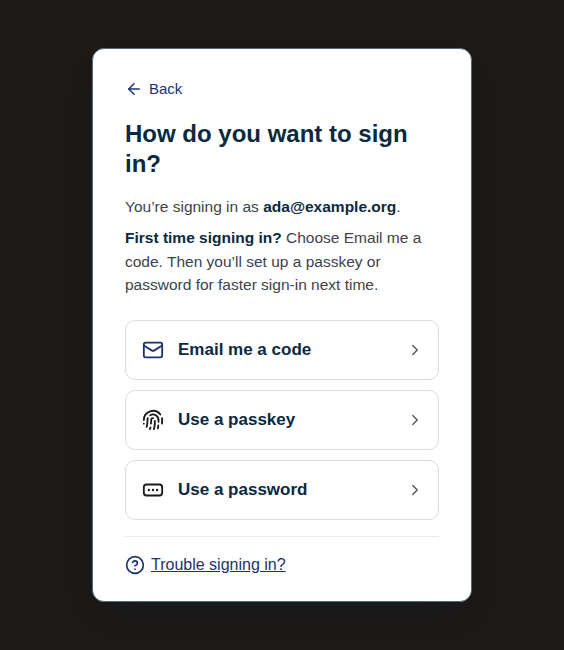 Back
How do you want to sign
in?
You’re signing in as ada@example.org.
First time signing in? Choose Email me a
code. Then you’ll set up a passkey or
password for faster sign-in next time.
Email me a code
Use a passkey
Use a password
Trouble signing in?